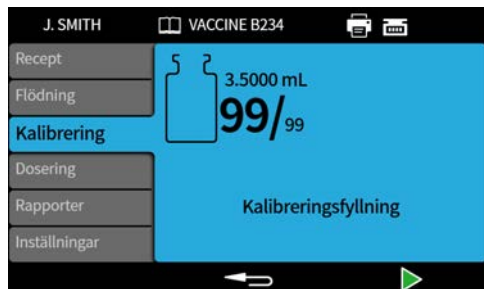 J. SMITH VACCINE B234
Recept
Flödning
Kalibrering
Dosering
Rapporter
Inställningar
3.5000 mL
99/99
Kalibreringsfyllning